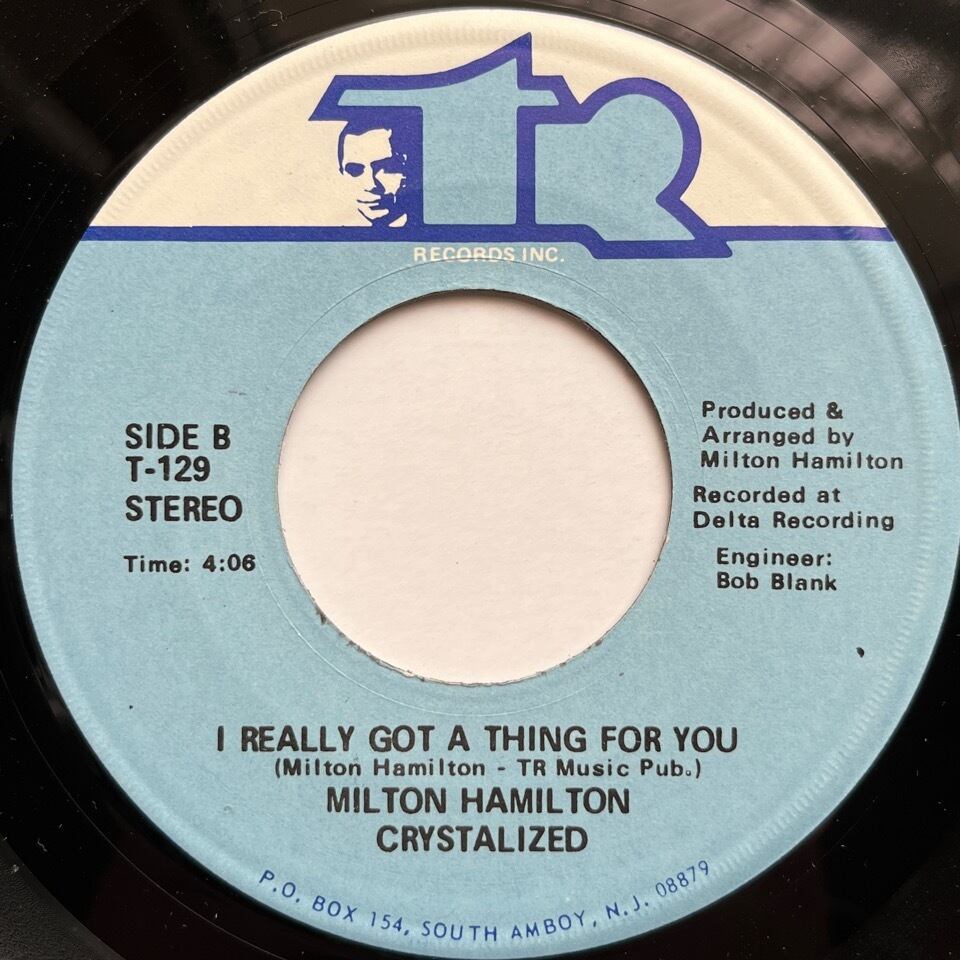 TR
RECORDS INC.
SIDE B
T-129
STEREO
Time: 4:06
Produced &
Arranged by
Milton Hamilton
Recorded at
Delta Recording
Engineer:
Bob Blank
I REALLY GOT A THING FOR YOU
(Milton Hamilton - TR Music Pub.)
MILTON HAMILTON
CRYSTALIZED
P.O. BOX 154, SOUTH AMBOY, N.J. 08879